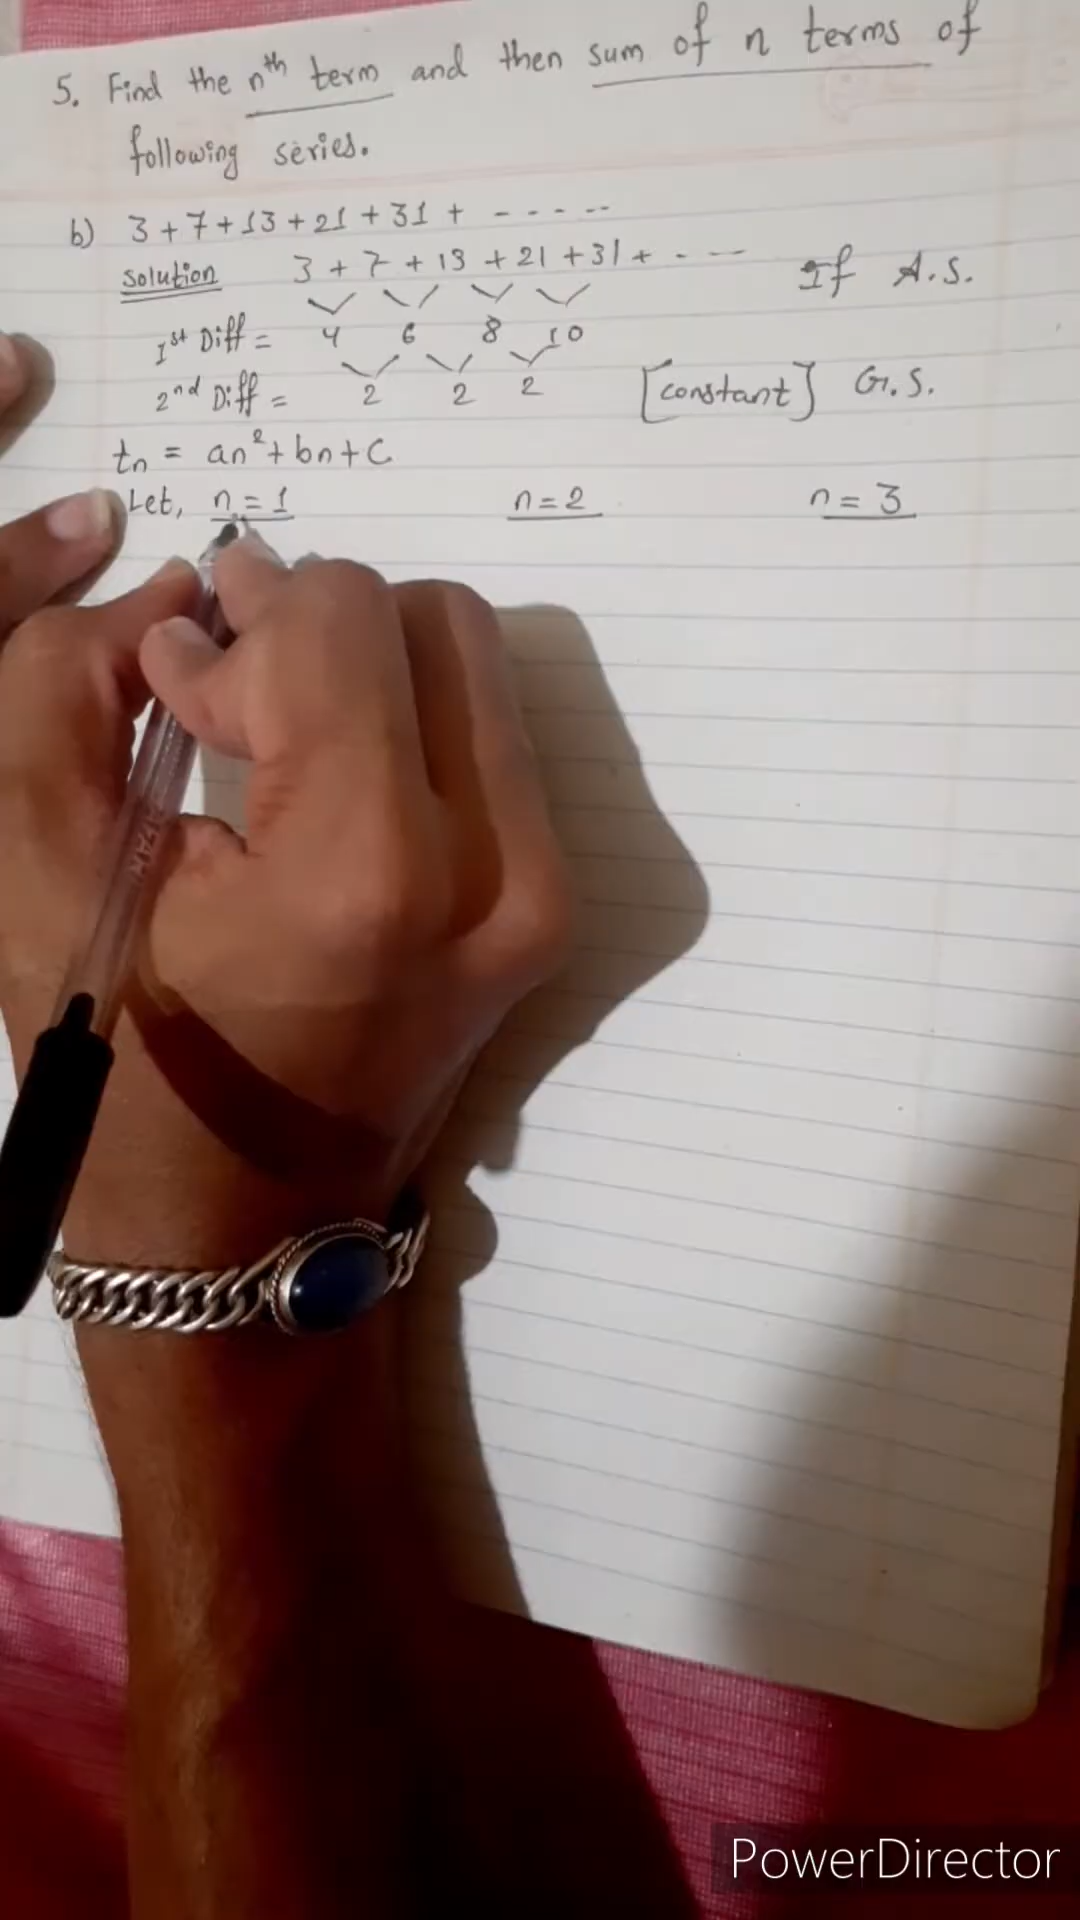 5. Find the nth term and then sum of n terms of
following series.
b) 3 + 7 + 13 + 21 + 31 + - - - - -
Solution 3 + 7 + 13 + 21 + 31 + - - - If A.S.
1st Diff = 4 6 8 10
2nd Diff = 2 2 2 [constant] G.S.
tn = an² + bn + C
Let, n = 1 n = 2 n = 3
PowerDirector